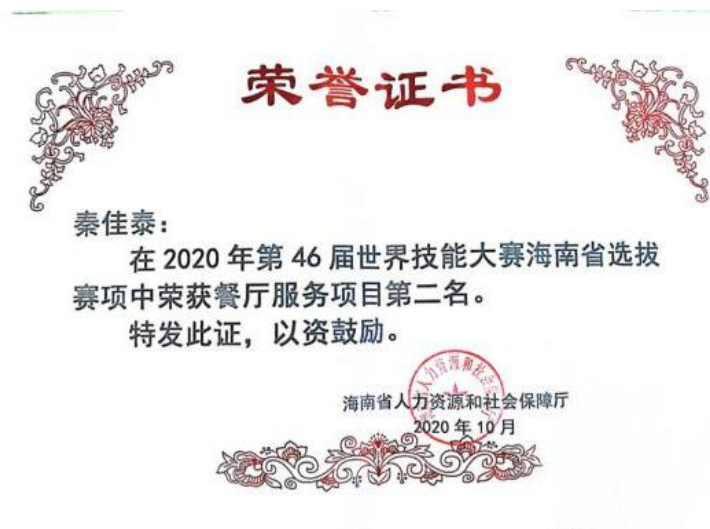 荣誉证书
秦佳泰：
在 2020 年第 46 届世界技能大赛海南省选拔
赛项中荣获餐厅服务项目第二名。
特发此证，以资鼓励。
海南省人力资源和社会保障厅
2020 年 10 月